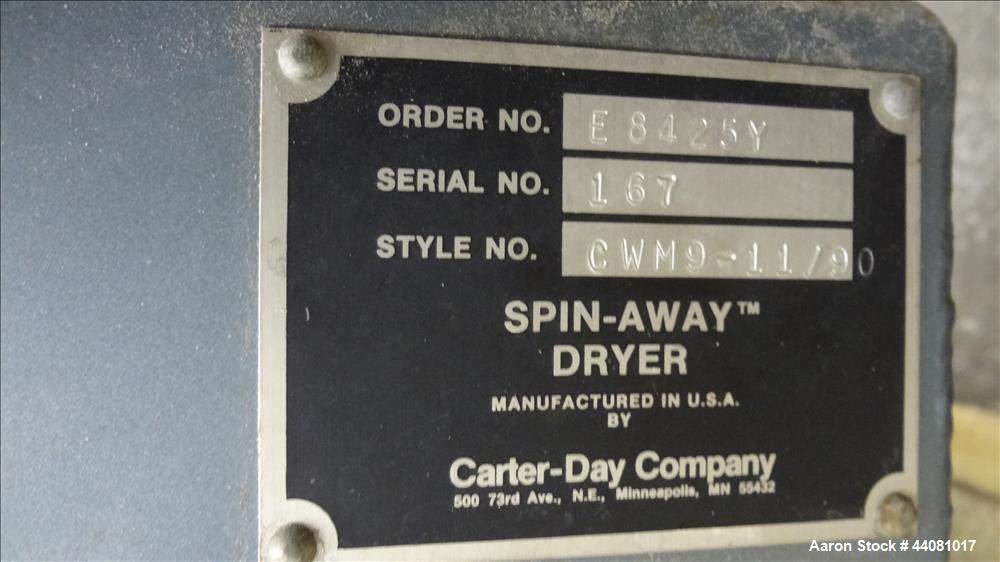 ORDER NO. E8425Y
SERIAL NO. 167
STYLE NO. CWM9-11/90
SPIN-AWAY™
DRYER
MANUFACTURED IN U.S.A.
BY
Carter-Day Company
500 73rd Ave., N.E., Minneapolis, MN 55432
Aaron Stock # 44081017